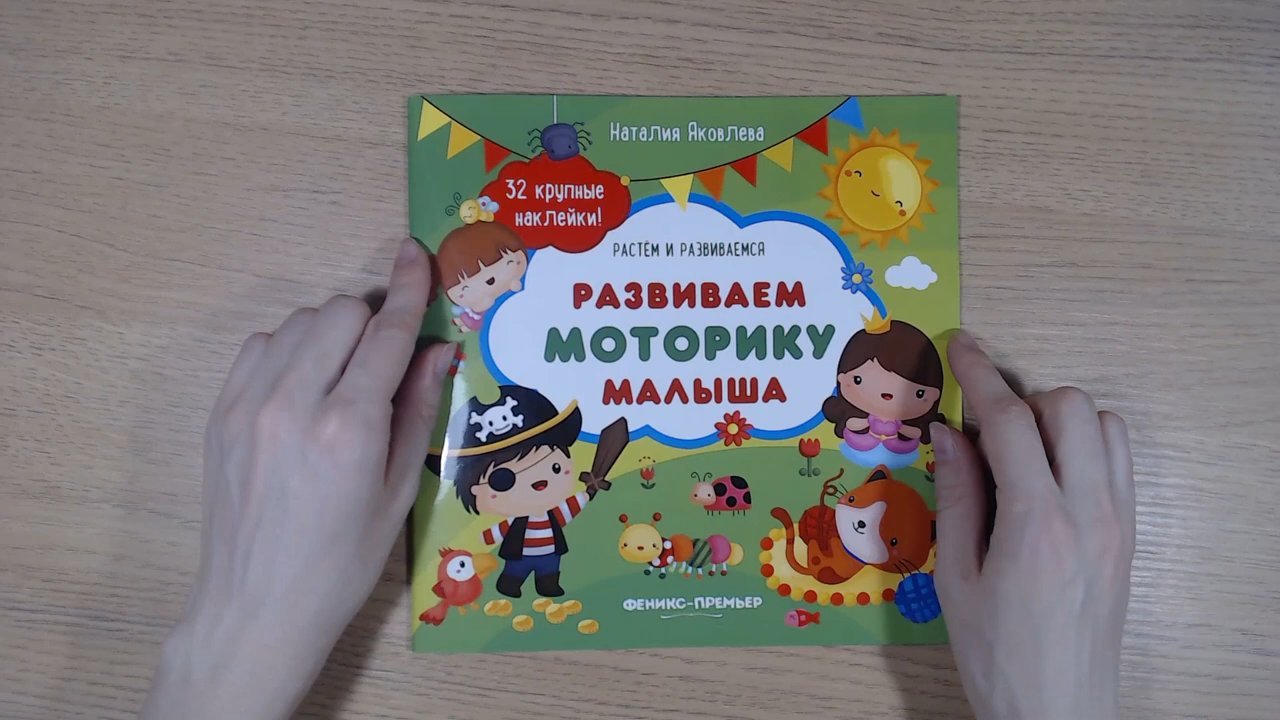 Наталия Яковлева
32 крупные
наклейки!
РАСТЁМ И РАЗВИВАЕМСЯ
РАЗВИВАЕМ
МОТОРИКУ
МАЛЫША
ФЕНИКС-ПРЕМЬЕР